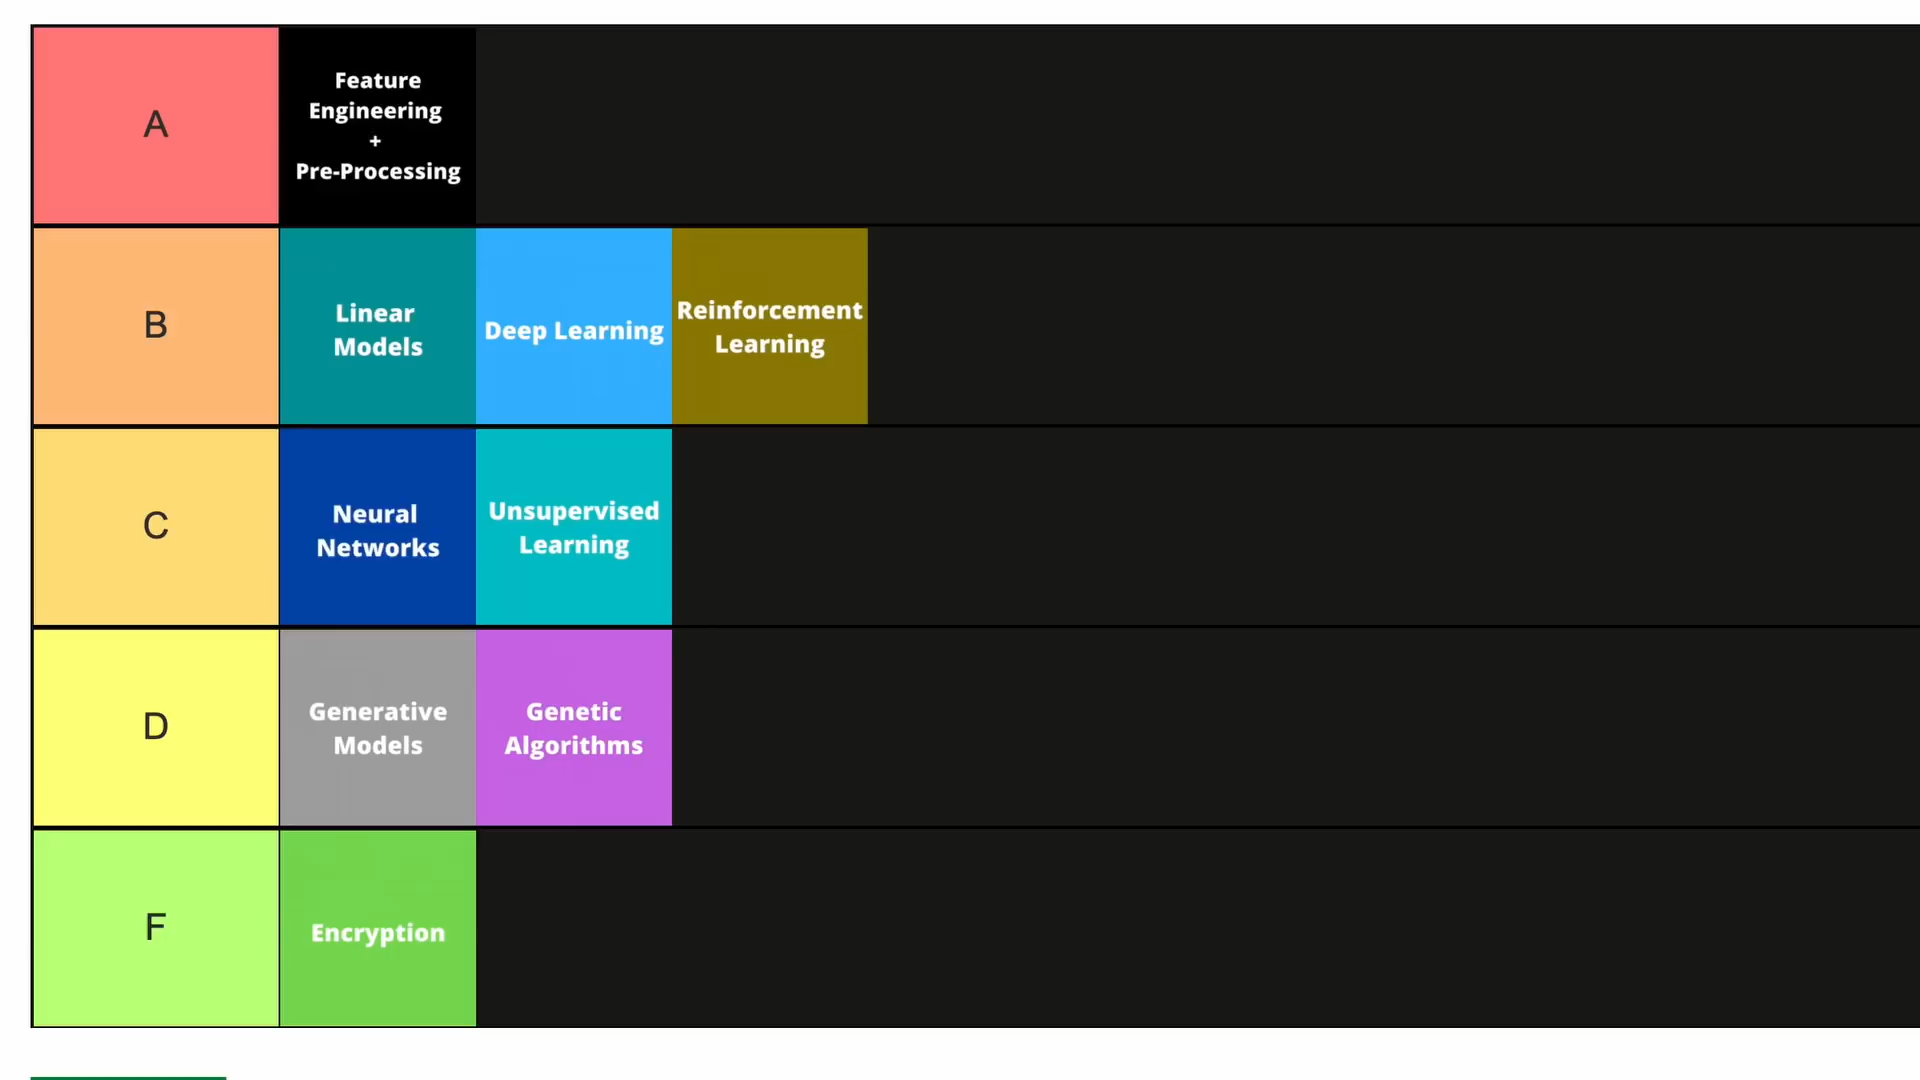 A
Feature
Engineering
+
Pre-Processing
B
Linear
Models
Deep Learning
Reinforcement
Learning
C
Neural
Networks
Unsupervised
Learning
D
Generative
Models
Genetic
Algorithms
F
Encryption